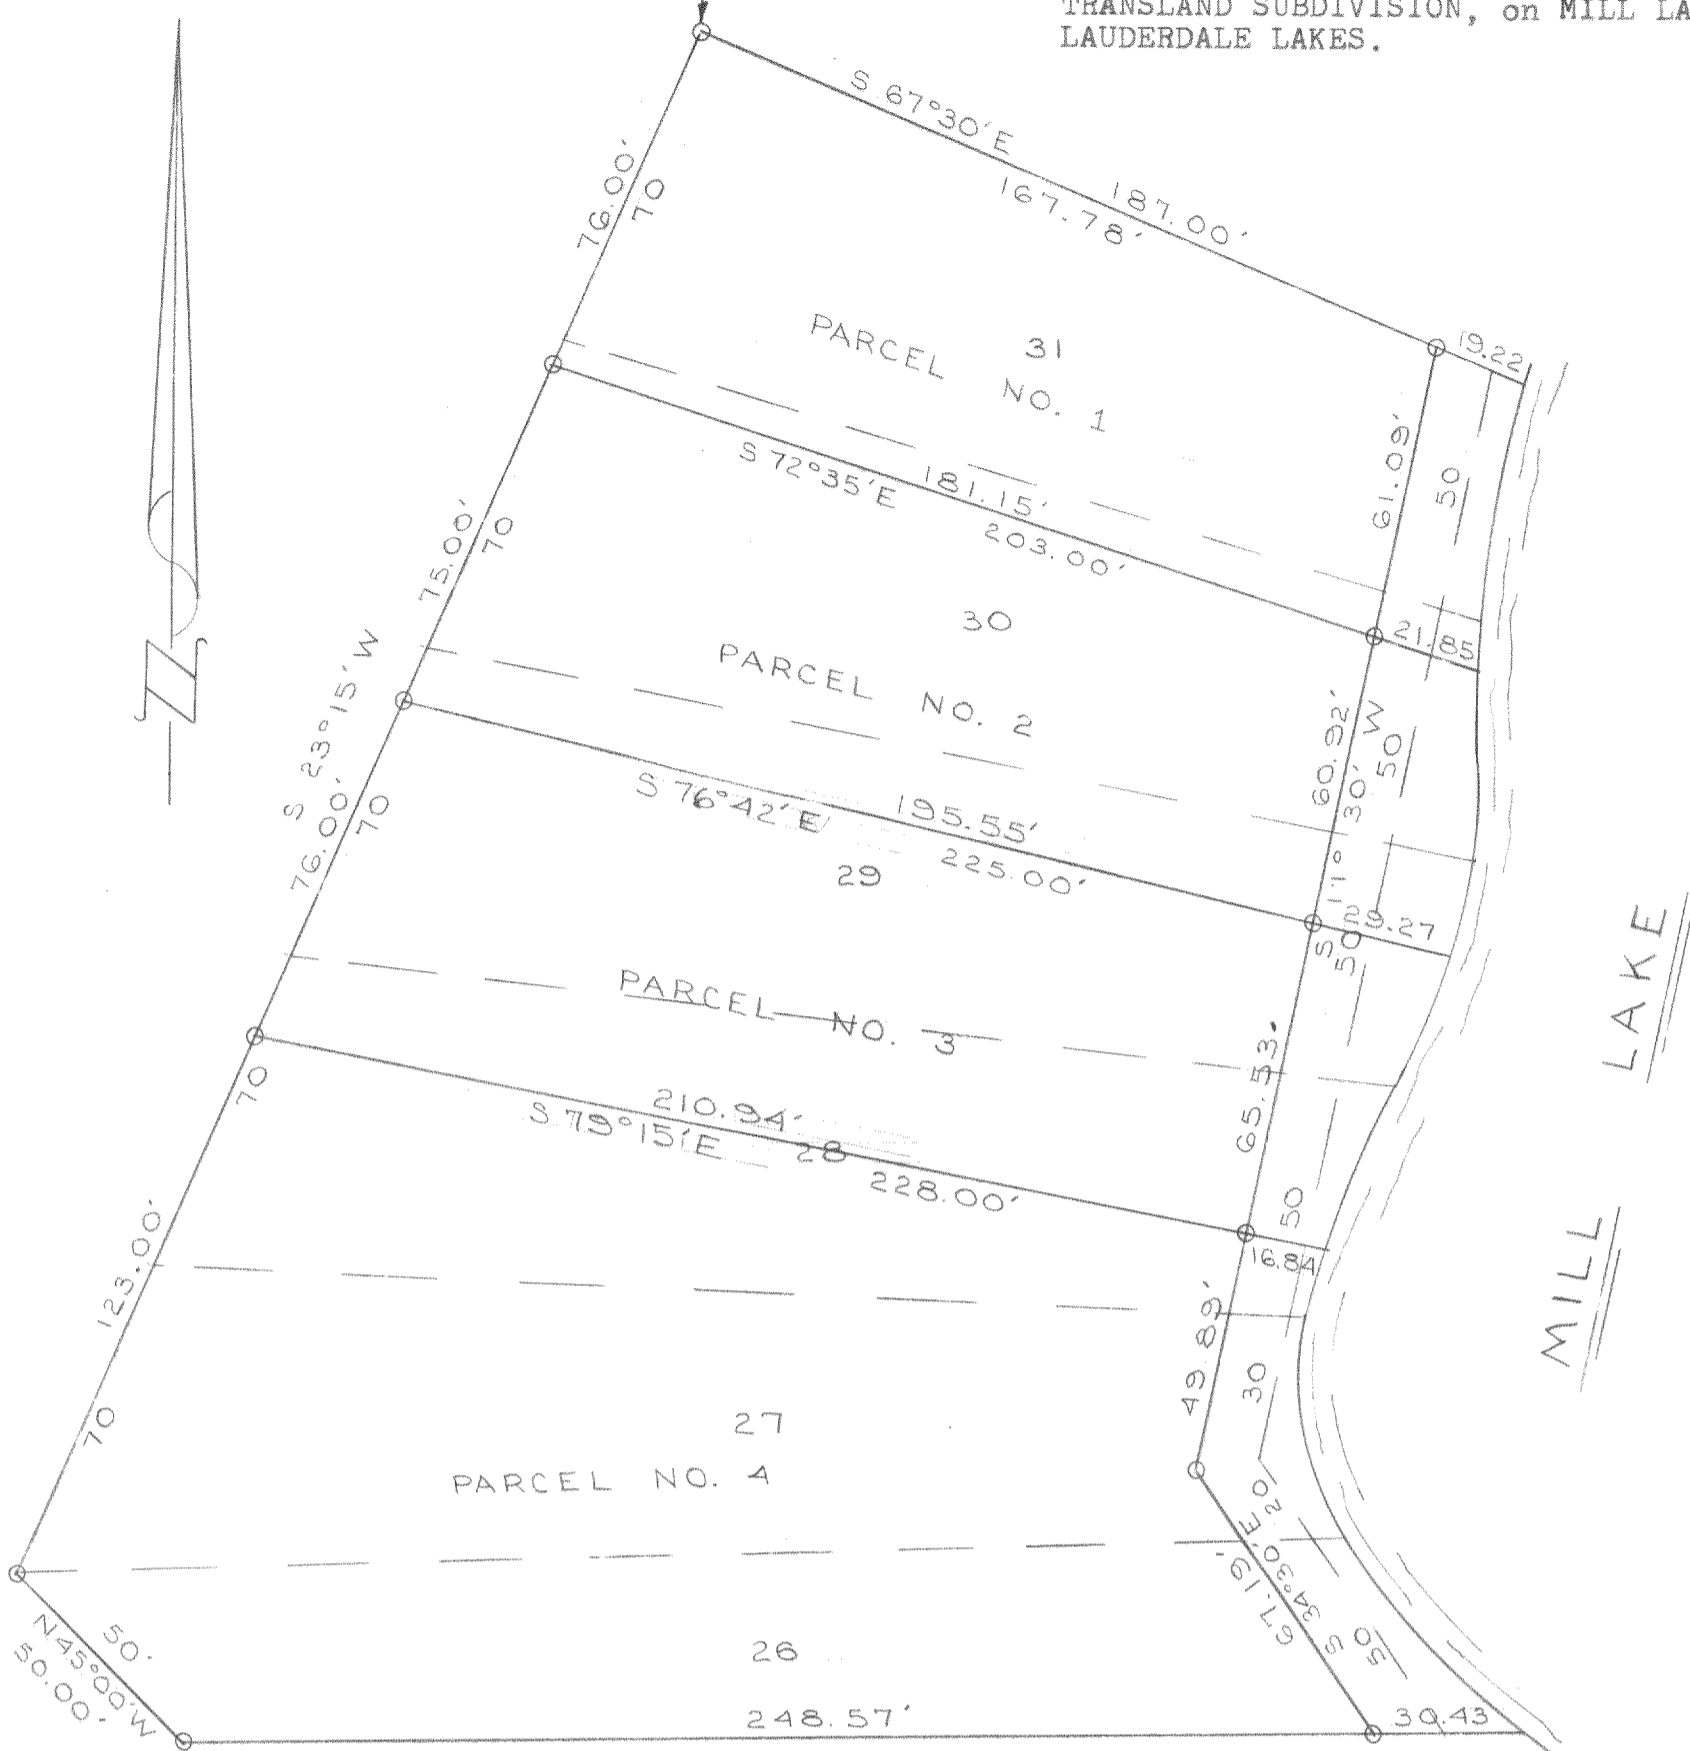 TRANSLAND SUBDIVISION, on MILL LA
LAUDERDALE LAKES.
S 67°30'E
187.00'
167.78'
19.22
76.00'
70
31
PARCEL NO. 1
61.09'
50
S 72°35'E
181.15'
203.00'
21.85
75.00'
70
30
PARCEL NO. 2
60.92'
50
S 23°15' W
S 11° 30' W
S 76°42'E
195.55'
225.00'
29.27
76.00'
70
29
PARCEL NO. 3
65.53'
50
S 79°15'E
210.94'
28
228.00'
16.84
50
70
123.00'
70
49.89'
30
27
PARCEL NO. 4
20
S 34°30' E
67.19'
50
26
N 45°00' W
50.
50.00'
248.57'
30.43
MILL LAKE
N